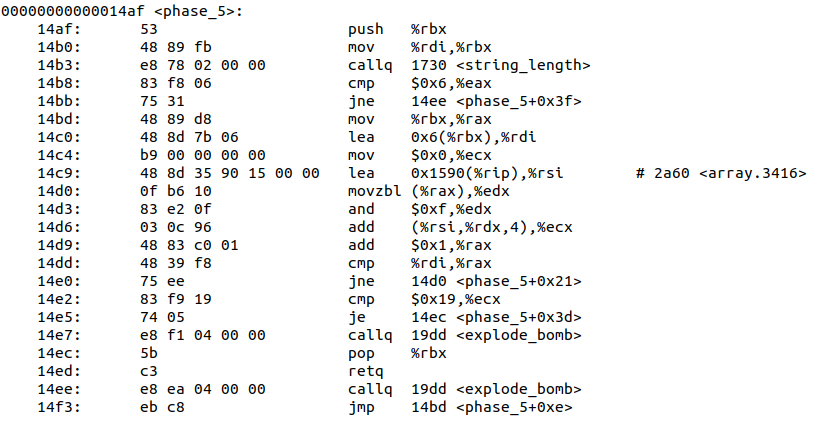 00000000000014af <phase_5>:
14af: 53 push %rbx
14b0: 48 89 fb mov %rdi,%rbx
14b3: e8 78 02 00 00 callq 1730 <string_length>
14b8: 83 f8 06 cmp $0x6,%eax
14bb: 75 31 jne 14ee <phase_5+0x3f>
14bd: 48 89 d8 mov %rbx,%rax
14c0: 48 8d 7b 06 lea 0x6(%rbx),%rdi
14c4: b9 00 00 00 00 mov $0x0,%ecx
14c9: 48 8d 35 90 15 00 00 lea 0x1590(%rip),%rsi # 2a60 <array.3416>
14d0: 0f b6 10 movzbl (%rax),%edx
14d3: 83 e2 0f and $0xf,%edx
14d6: 03 0c 96 add (%rsi,%rdx,4),%ecx
14d9: 48 83 c0 01 add $0x1,%rax
14dd: 48 39 f8 cmp %rdi,%rax
14e0: 75 ee jne 14d0 <phase_5+0x21>
14e2: 83 f9 19 cmp $0x19,%ecx
14e5: 74 05 je 14ec <phase_5+0x3d>
14e7: e8 f1 04 00 00 callq 19dd <explode_bomb>
14ec: 5b pop %rbx
14ed: c3 retq
14ee: e8 ea 04 00 00 callq 19dd <explode_bomb>
14f3: eb c8 jmp 14bd <phase_5+0xe>